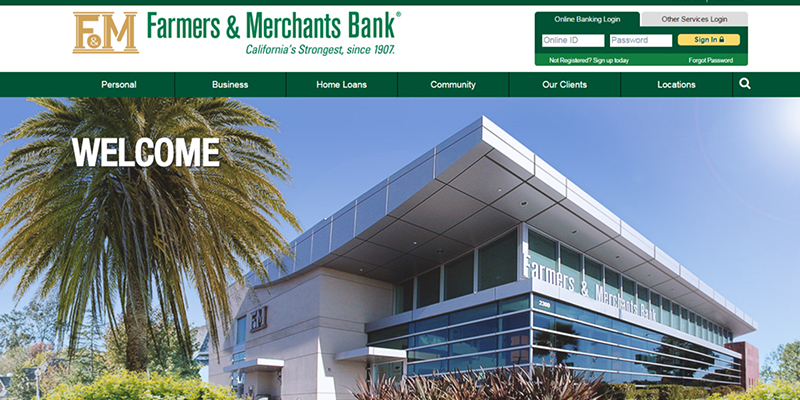 F&M
Farmers & Merchants Bank®
California's Strongest, since 1907.
Online Banking Login
Other Services Login
Online ID
Password
Sign In
Not Registered? Sign up today
Forgot Password
Personal
Business
Home Loans
Community
Our Clients
Locations
WELCOME
Farmers & Merchants Bank
F&M